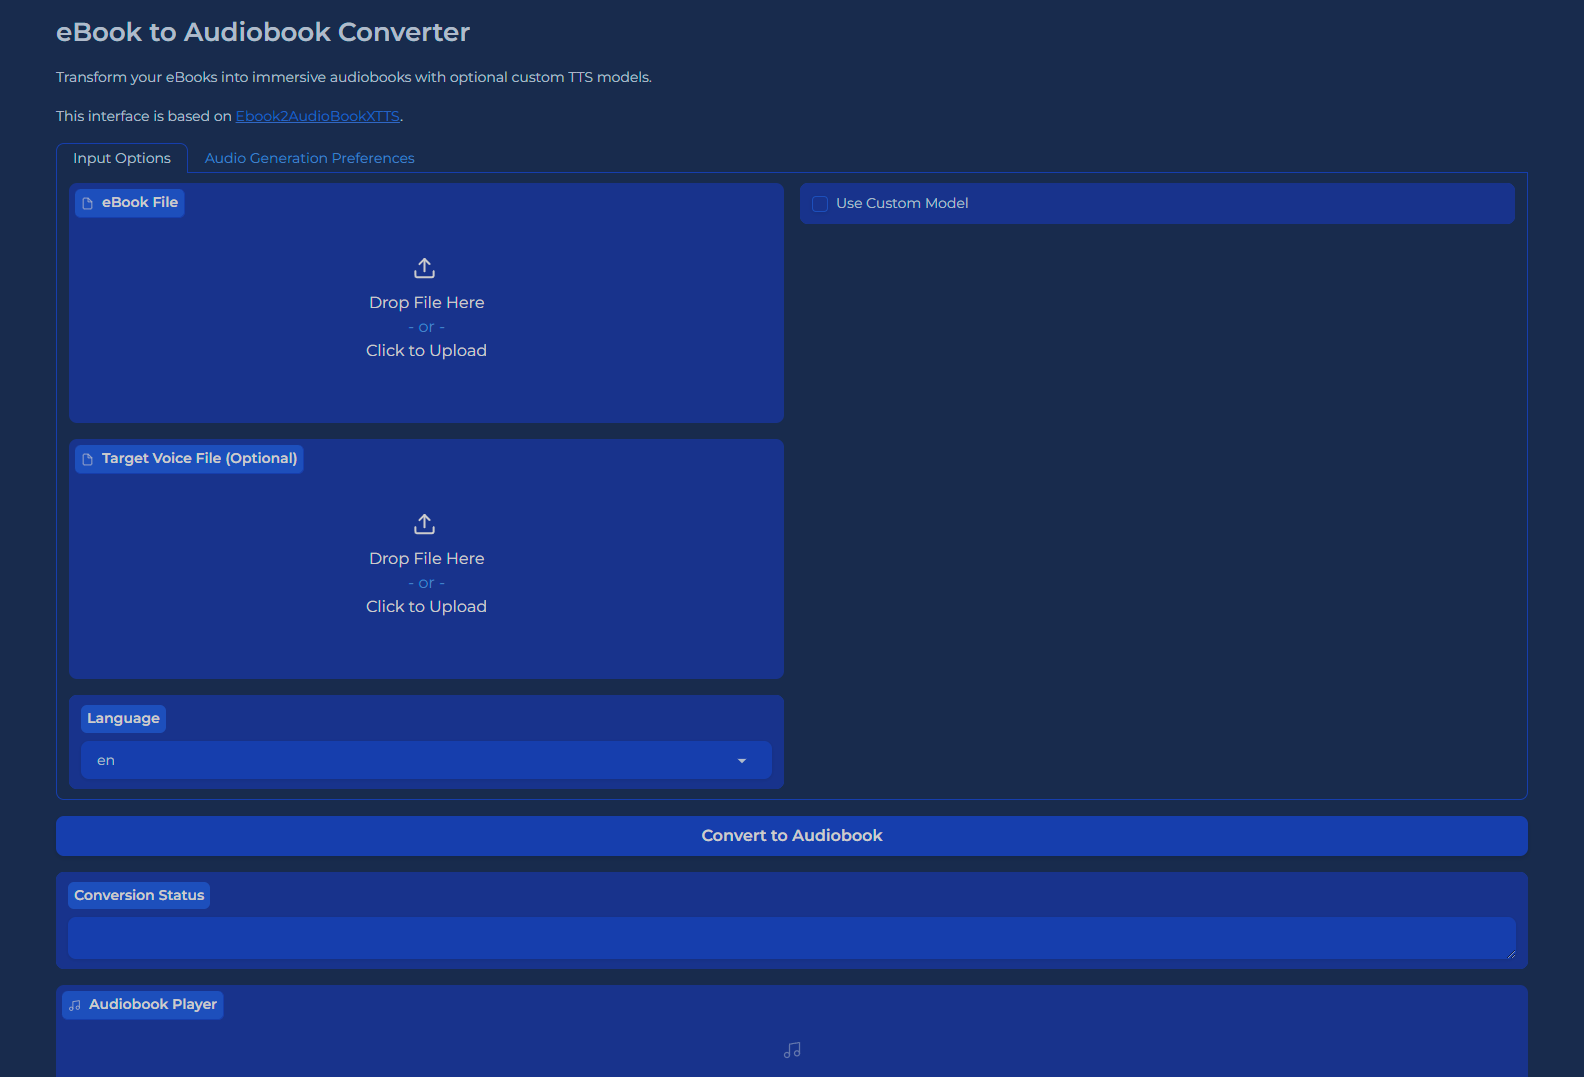 eBook to Audiobook Converter
Transform your eBooks into immersive audiobooks with optional custom TTS models.
This interface is based on Ebook2AudioBookXTTS.
Input Options
Audio Generation Preferences
eBook File
Drop File Here
- or -
Click to Upload
Use Custom Model
Target Voice File (Optional)
Drop File Here
- or -
Click to Upload
Language
en
Convert to Audiobook
Conversion Status
Audiobook Player